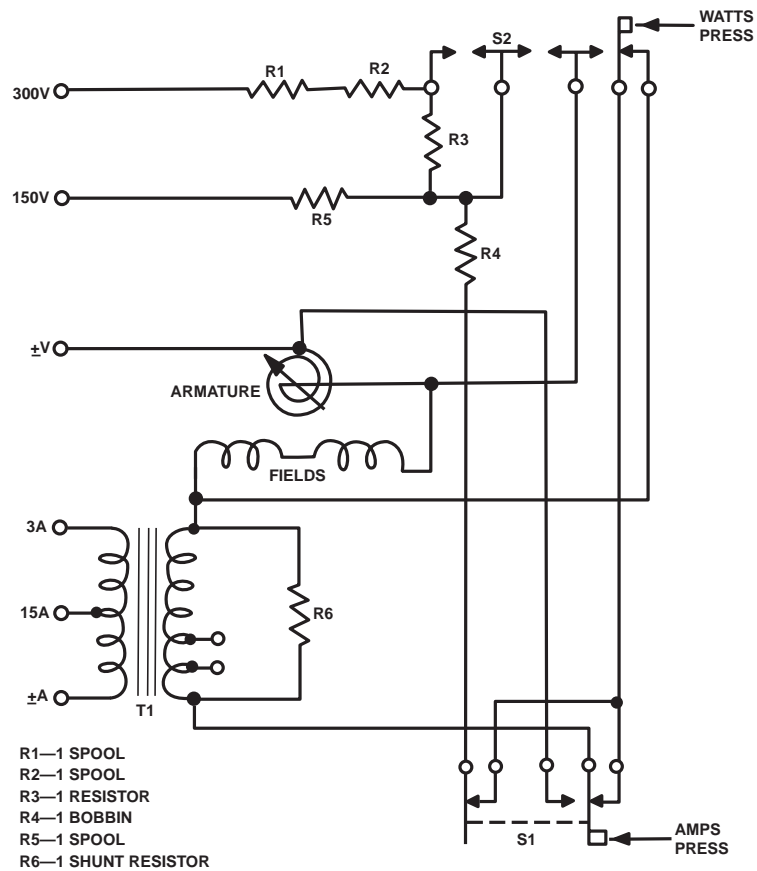 WATTS
PRESS
S2
R1
R2
300V
R3
150V
R5
R4
±V
ARMATURE
FIELDS
3A
15A
R6
±A
T1
R1—1 SPOOL
R2—1 SPOOL
R3—1 RESISTOR
R4—1 BOBBIN
R5—1 SPOOL
R6—1 SHUNT RESISTOR
S1
AMPS
PRESS